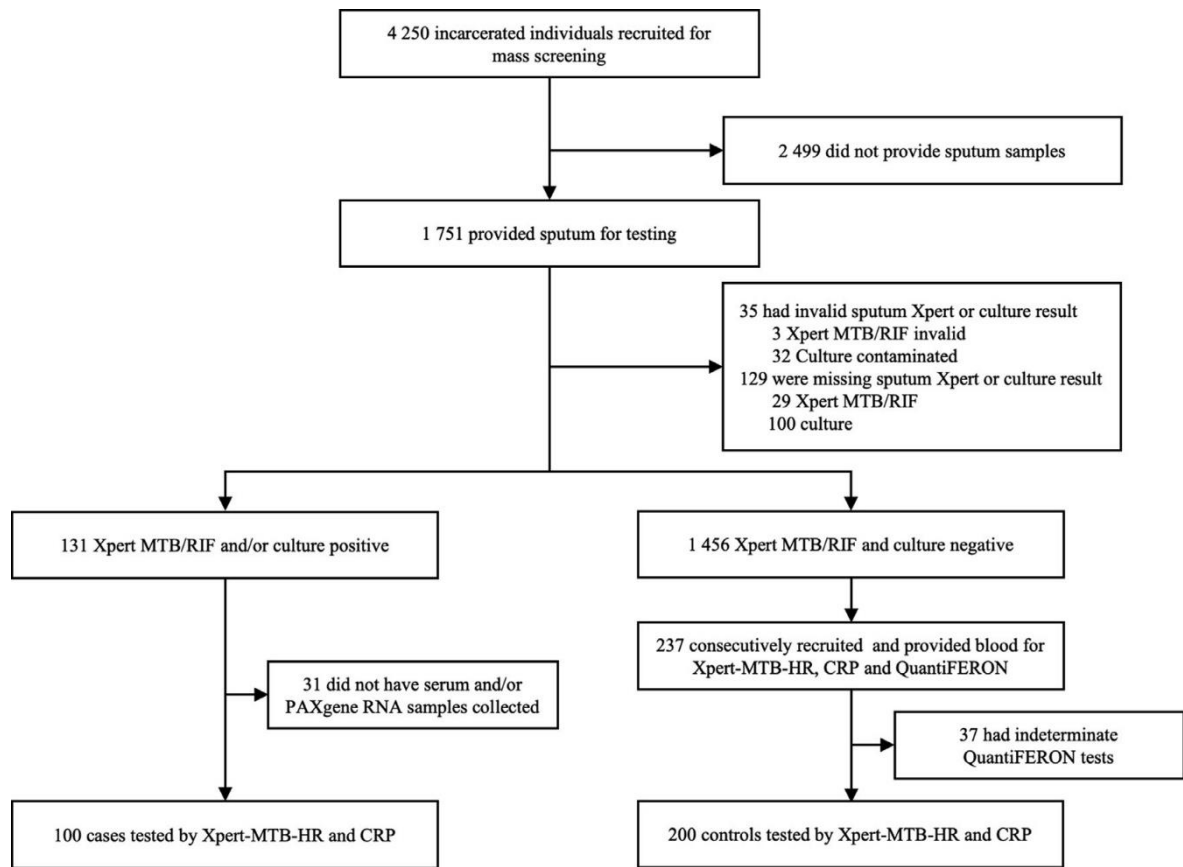 4 250 incarcerated individuals recruited for
mass screening
2 499 did not provide sputum samples
1 751 provided sputum for testing
35 had invalid sputum Xpert or culture result
3 Xpert MTB/RIF invalid
32 Culture contaminated
129 were missing sputum Xpert or culture result
29 Xpert MTB/RIF
100 culture
131 Xpert MTB/RIF and/or culture positive
1 456 Xpert MTB/RIF and culture negative
237 consecutively recruited and provided blood for
Xpert-MTB-HR, CRP and QuantiFERON
31 did not have serum and/or
PAXgene RNA samples collected
37 had indeterminate
QuantiFERON tests
100 cases tested by Xpert-MTB-HR and CRP
200 controls tested by Xpert-MTB-HR and CRP